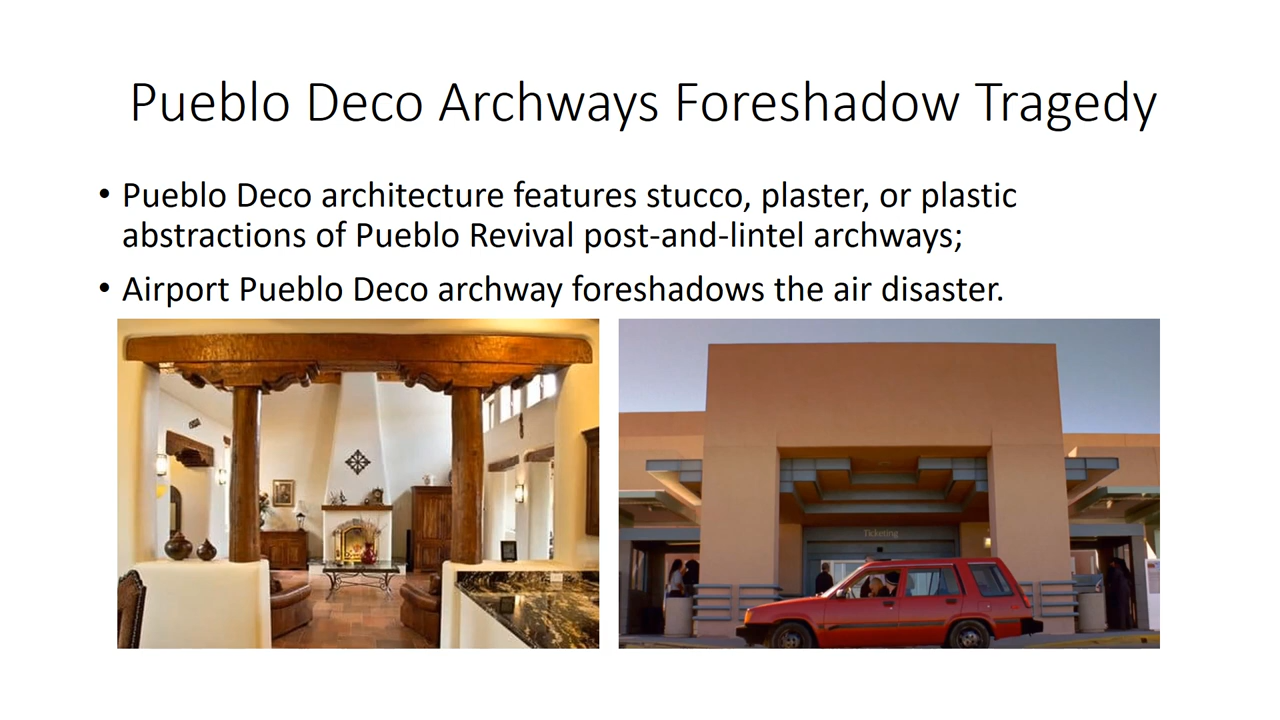 Pueblo Deco Archways Foreshadow Tragedy
• Pueblo Deco architecture features stucco, plaster, or plastic
abstractions of Pueblo Revival post-and-lintel archways;
• Airport Pueblo Deco archway foreshadows the air disaster.
Ticketing